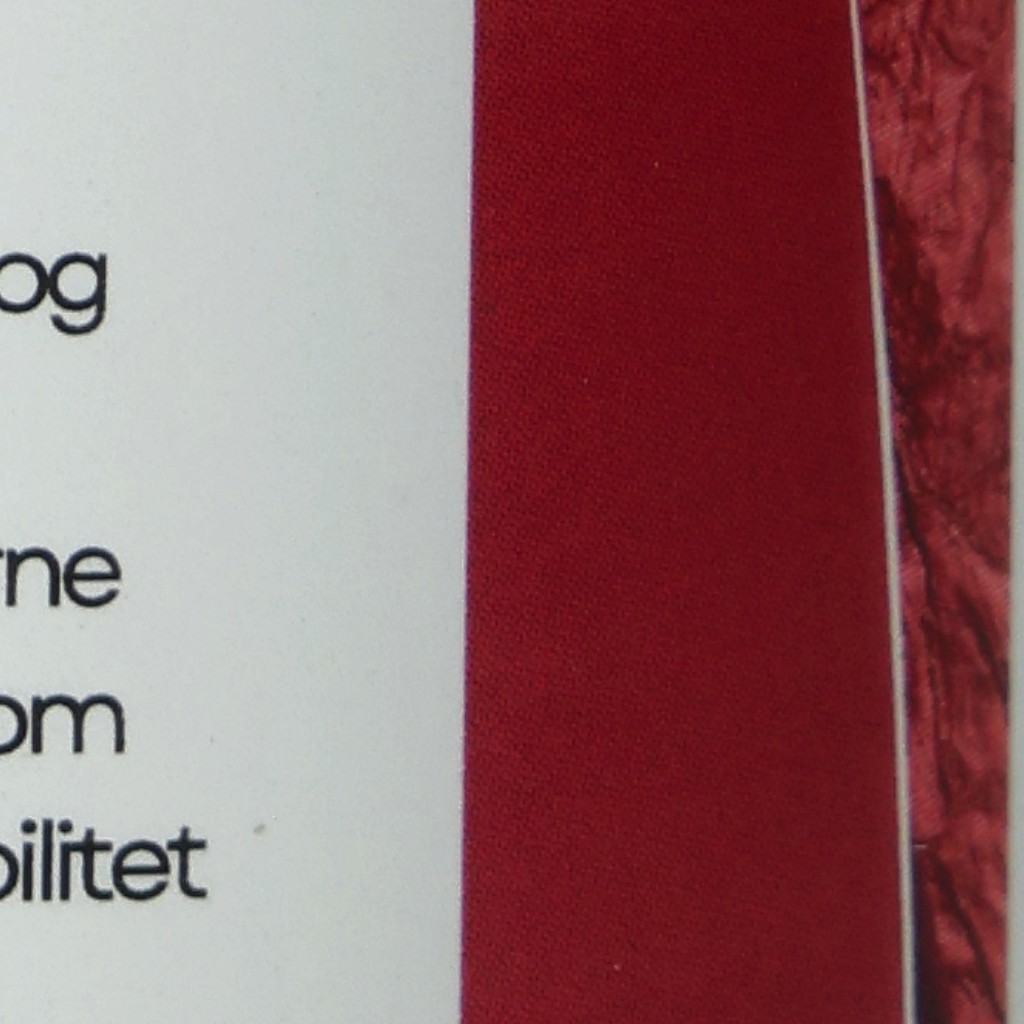 og
rne
om
bilitet